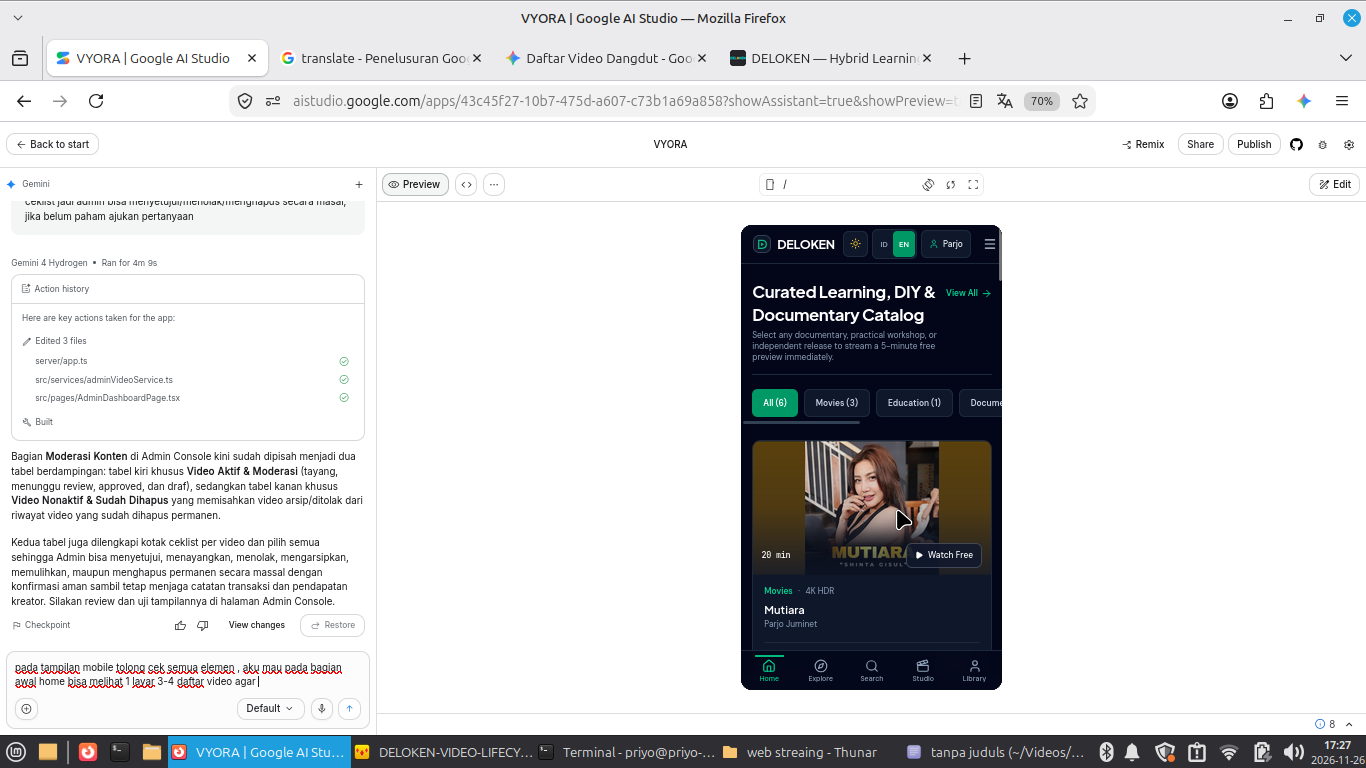 VYORA | Google AI Studio — Mozilla Firefox
VYORA | Google AI Studio
translate - Penelusuran Goo
Daftar Video Dangdut - Goo
DELOKEN — Hybrid Learnin
aistudio.google.com/apps/43c45f27-10b7-475d-a607-c73b1a69a858?showAssistant=true&showPreview=t
70%
Back to start
VYORA
Remix
Share
Publish
Gemini
Preview
/
Edit
ceklist jadi admin bisa menyetujui/menolak/menghapus secara masal,
jika belum paham ajukan pertanyaan
Gemini 4 Hydrogen • Ran for 4m 9s
Action history
Here are key actions taken for the app:
Edited 3 files
server/app.ts
src/services/adminVideoService.ts
src/pages/AdminDashboardPage.tsx
Built
Bagian Moderasi Konten di Admin Console kini sudah dipisah menjadi dua
tabel berdampingan: tabel kiri khusus Video Aktif & Moderasi (tayang,
menunggu review, approved, dan draf), sedangkan tabel kanan khusus
Video Nonaktif & Sudah Dihapus yang memisahkan video arsip/ditolak dari
riwayat video yang sudah dihapus permanen.
Kedua tabel juga dilengkapi kotak ceklist per video dan pilih semua
sehingga Admin bisa menyetujui, menayangkan, menolak, mengarsipkan,
memulihkan, maupun menghapus permanen secara massal dengan
konfirmasi aman sambil tetap menjaga catatan transaksi dan pendapatan
kreator. Silakan review dan uji tampilannya di halaman Admin Console.
Checkpoint
View changes
Restore
pada tampilan mobile tolong cek semua elemen , aku mau pada bagian
awal home bisa melihat 1 layar 3-4 daftar video agar
Default
DELOKEN
ID
EN
Parjo
Curated Learning, DIY &
Documentary Catalog
View All →
Select any documentary, practical workshop, or
independent release to stream a 5-minute free
preview immediately.
All (6)
Movies (3)
Education (1)
Docume
MUTIARA
"SHINTA GISUL"
20 min
Watch Free
Movies · 4K HDR
Mutiara
Parjo Juminet
Home
Explore
Search
Studio
Library
8
VYORA | Google AI Stu...
DELOKEN-VIDEO-LIFECY...
Terminal - priyo@priyo-...
web streaing - Thunar
tanpa juduls (~/Videos/...
17:27
2026-11-26